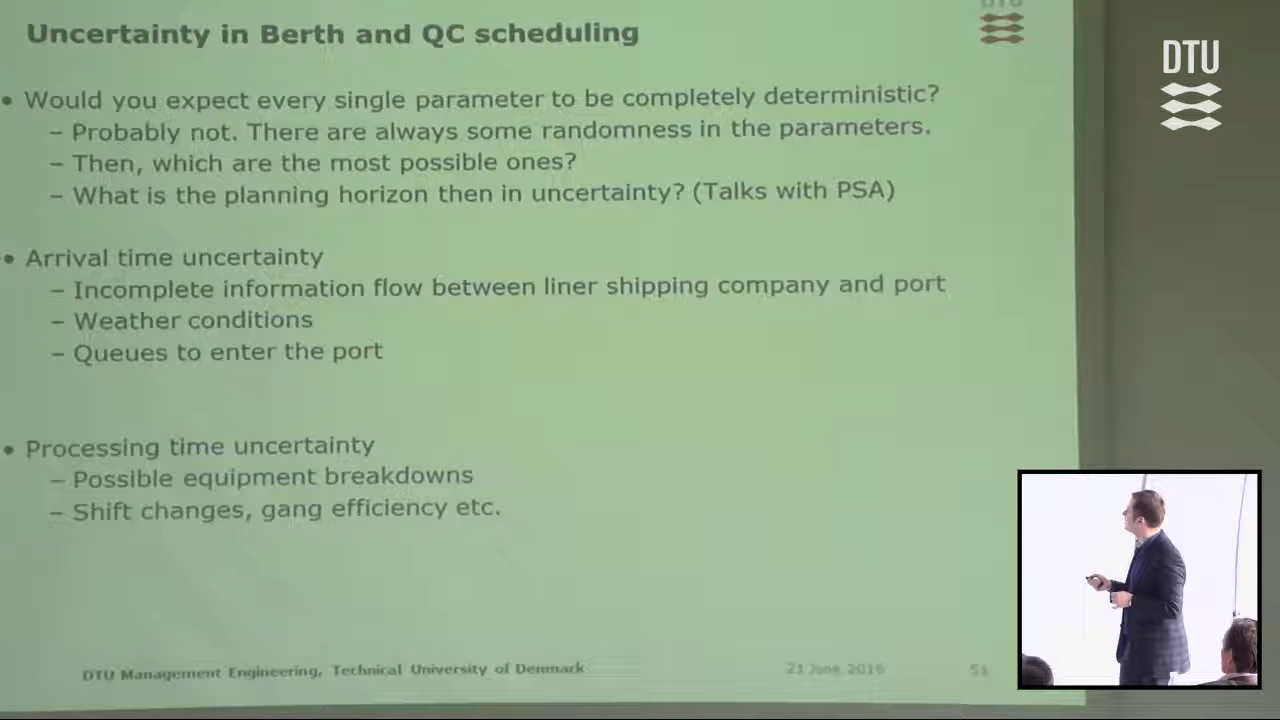 Uncertainty in Berth and QC scheduling
DTU
DTU
• Would you expect every single parameter to be completely deterministic?
– Probably not. There are always some randomness in the parameters.
– Then, which are the most possible ones?
– What is the planning horizon then in uncertainty? (Talks with PSA)
• Arrival time uncertainty
– Incomplete information flow between liner shipping company and port
– Weather conditions
– Queues to enter the port
• Processing time uncertainty
– Possible equipment breakdowns
– Shift changes, gang efficiency etc.
DTU Management Engineering, Technical University of Denmark
21 June 2016
51